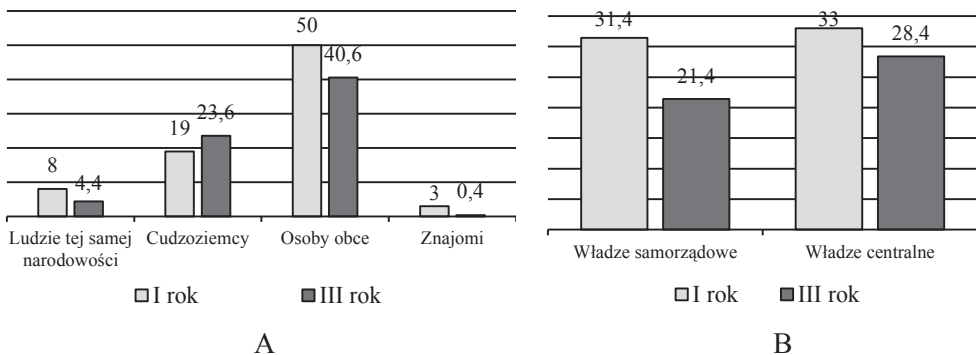 50
40,6
23,6
19
8
4,4
3
0,4
Ludzie tej samej
narodowości
Cudzoziemcy
Osoby obce
Znajomi
I rok
III rok
A
31,4
21,4
33
28,4
Władze samorządowe
Władze centralne
I rok
III rok
B